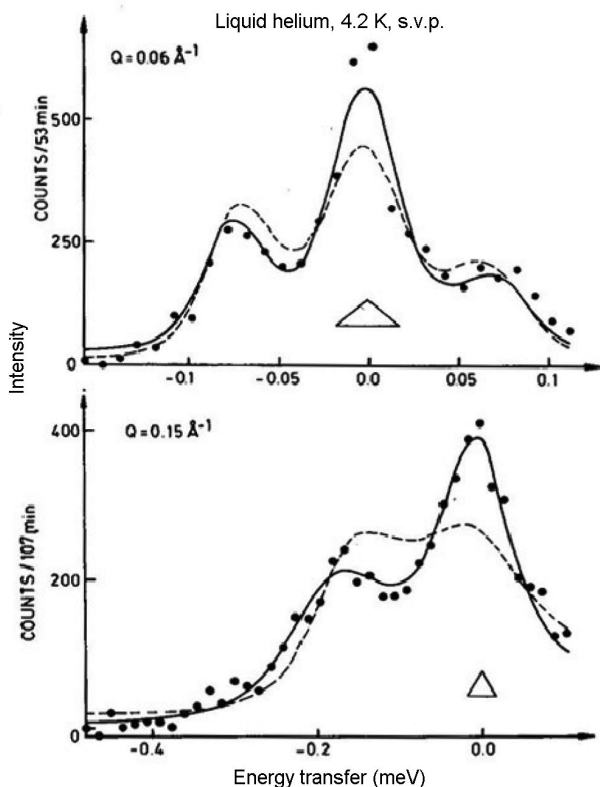 Liquid helium, 4.2 K, s.v.p.
Q = 0.06 Å⁻¹
COUNTS/53 min
500
250
0
-0.1
-0.05
0.0
0.05
0.1
Intensity
Q = 0.15 Å⁻¹
COUNTS/107 min
400
200
0
-0.4
-0.2
0.0
Energy transfer (meV)